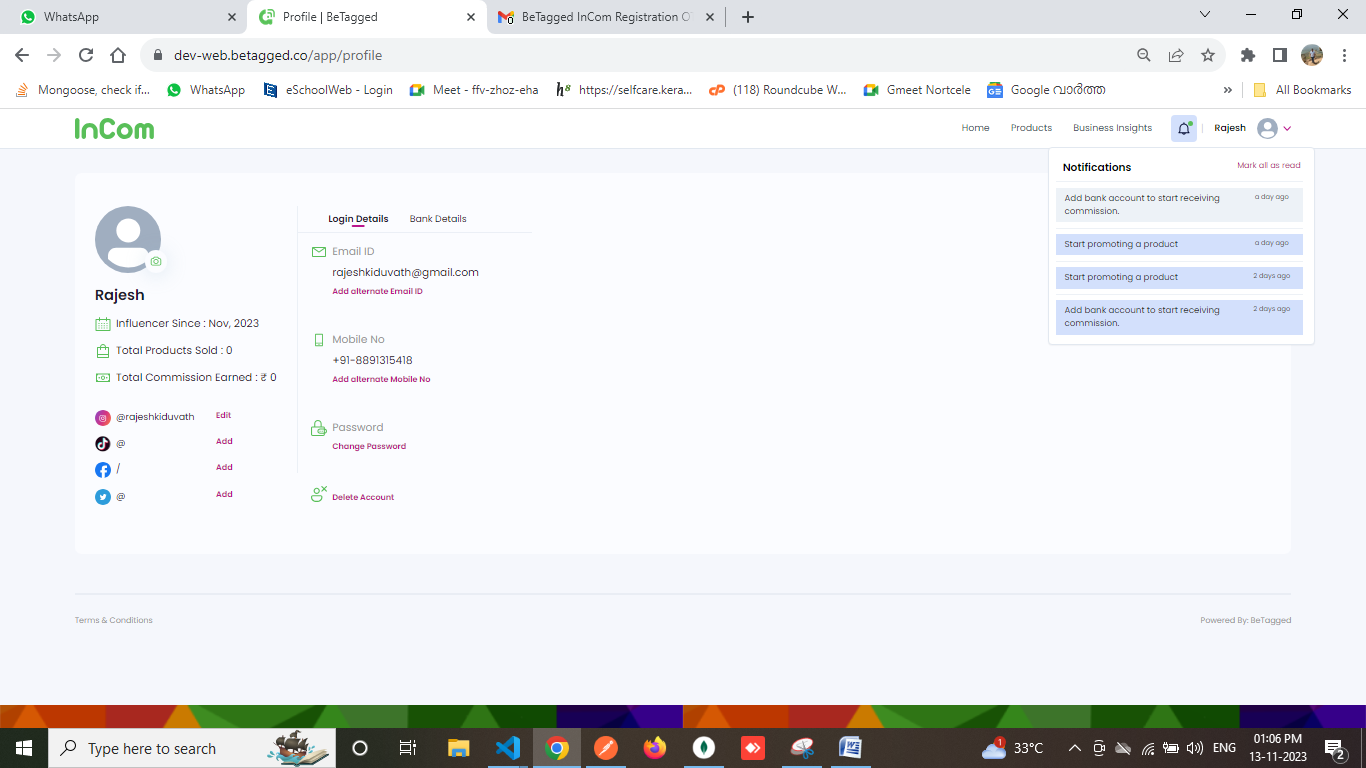 WhatsApp
Profile | BeTagged
BeTagged InCom Registration O
dev-web.betagged.co/app/profile
Mongoose, check if...
WhatsApp
eSchoolWeb - Login
Meet - ffv-zhoz-eha
https://selfcare.kera...
(118) Roundcube W...
Gmeet Nortcele
Google വാർത്ത
»
All Bookmarks
InCom
Home
Products
Business Insights
Rajesh
Notifications
Mark all as read
Add bank account to start receiving commission.
a day ago
Start promoting a product
a day ago
Start promoting a product
2 days ago
Add bank account to start receiving commission.
2 days ago
Rajesh
Influencer Since : Nov, 2023
Total Products Sold : 0
Total Commission Earned : ₹ 0
@rajeshkiduvath
Edit
@
Add
/
Add
@
Add
Login Details
Bank Details
Email ID
rajeshkiduvath@gmail.com
Add alternate Email ID
Mobile No
+91-8891315418
Add alternate Mobile No
Password
Change Password
Delete Account
Terms & Conditions
Powered By: BeTagged
Type here to search
1
33°C
ENG
01:06 PM
13-11-2023
2